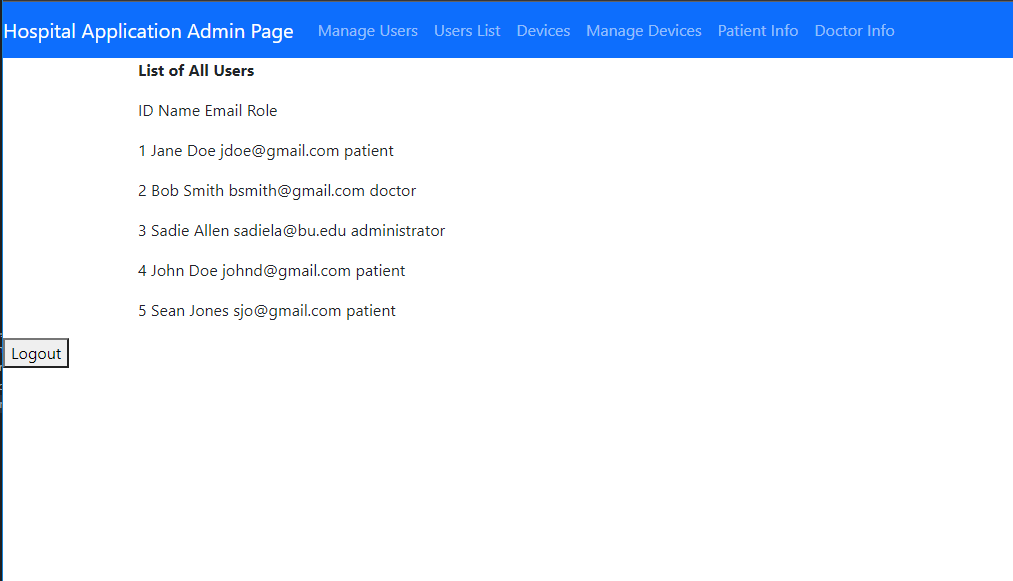 Hospital Application Admin Page Manage Users Users List Devices Manage Devices Patient Info Doctor Info
List of All Users
ID Name Email Role
1 Jane Doe jdoe@gmail.com patient
2 Bob Smith bsmith@gmail.com doctor
3 Sadie Allen sadiela@bu.edu administrator
4 John Doe johnd@gmail.com patient
5 Sean Jones sjo@gmail.com patient
Logout